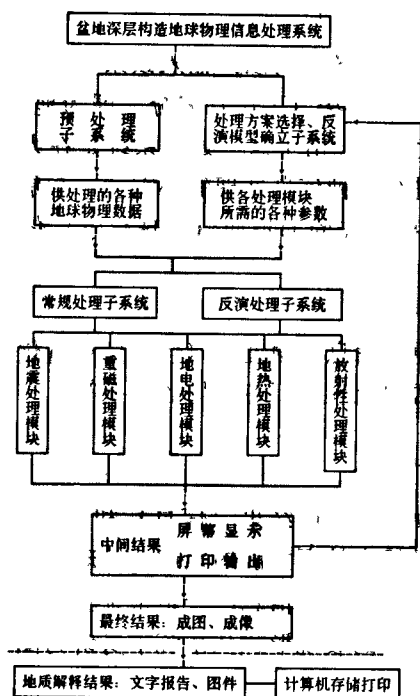 盆地深层构造地球物理信息处理系统
预处理
子系统
处理方案选择、反
演模型确立子系统
供处理的各种
地球物理数据
供各处理模块
所需的各种参数
常规处理子系统
反演处理子系统
地震处理模块
重磁处理模块
地电处理模块
地热处理模块
放射性处理模块
中间结果
屏幕显示
打印输出
最终结果：成图、成像
地质解释结果：文字报告、图件
计算机存储打印